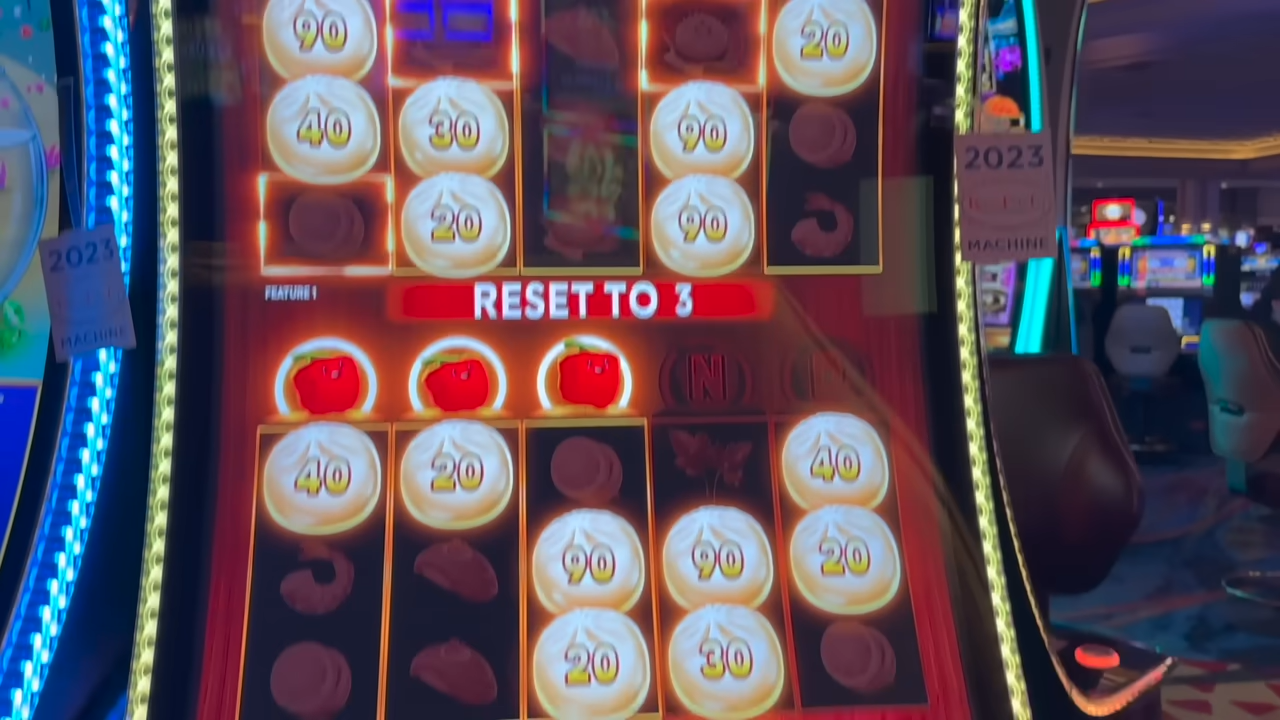 90 20
40 30 90
20 90
FEATURE 1
RESET TO 3
N
40 20 40
90 90 20
20 30
2023
MACHINE
2023
MACHINE